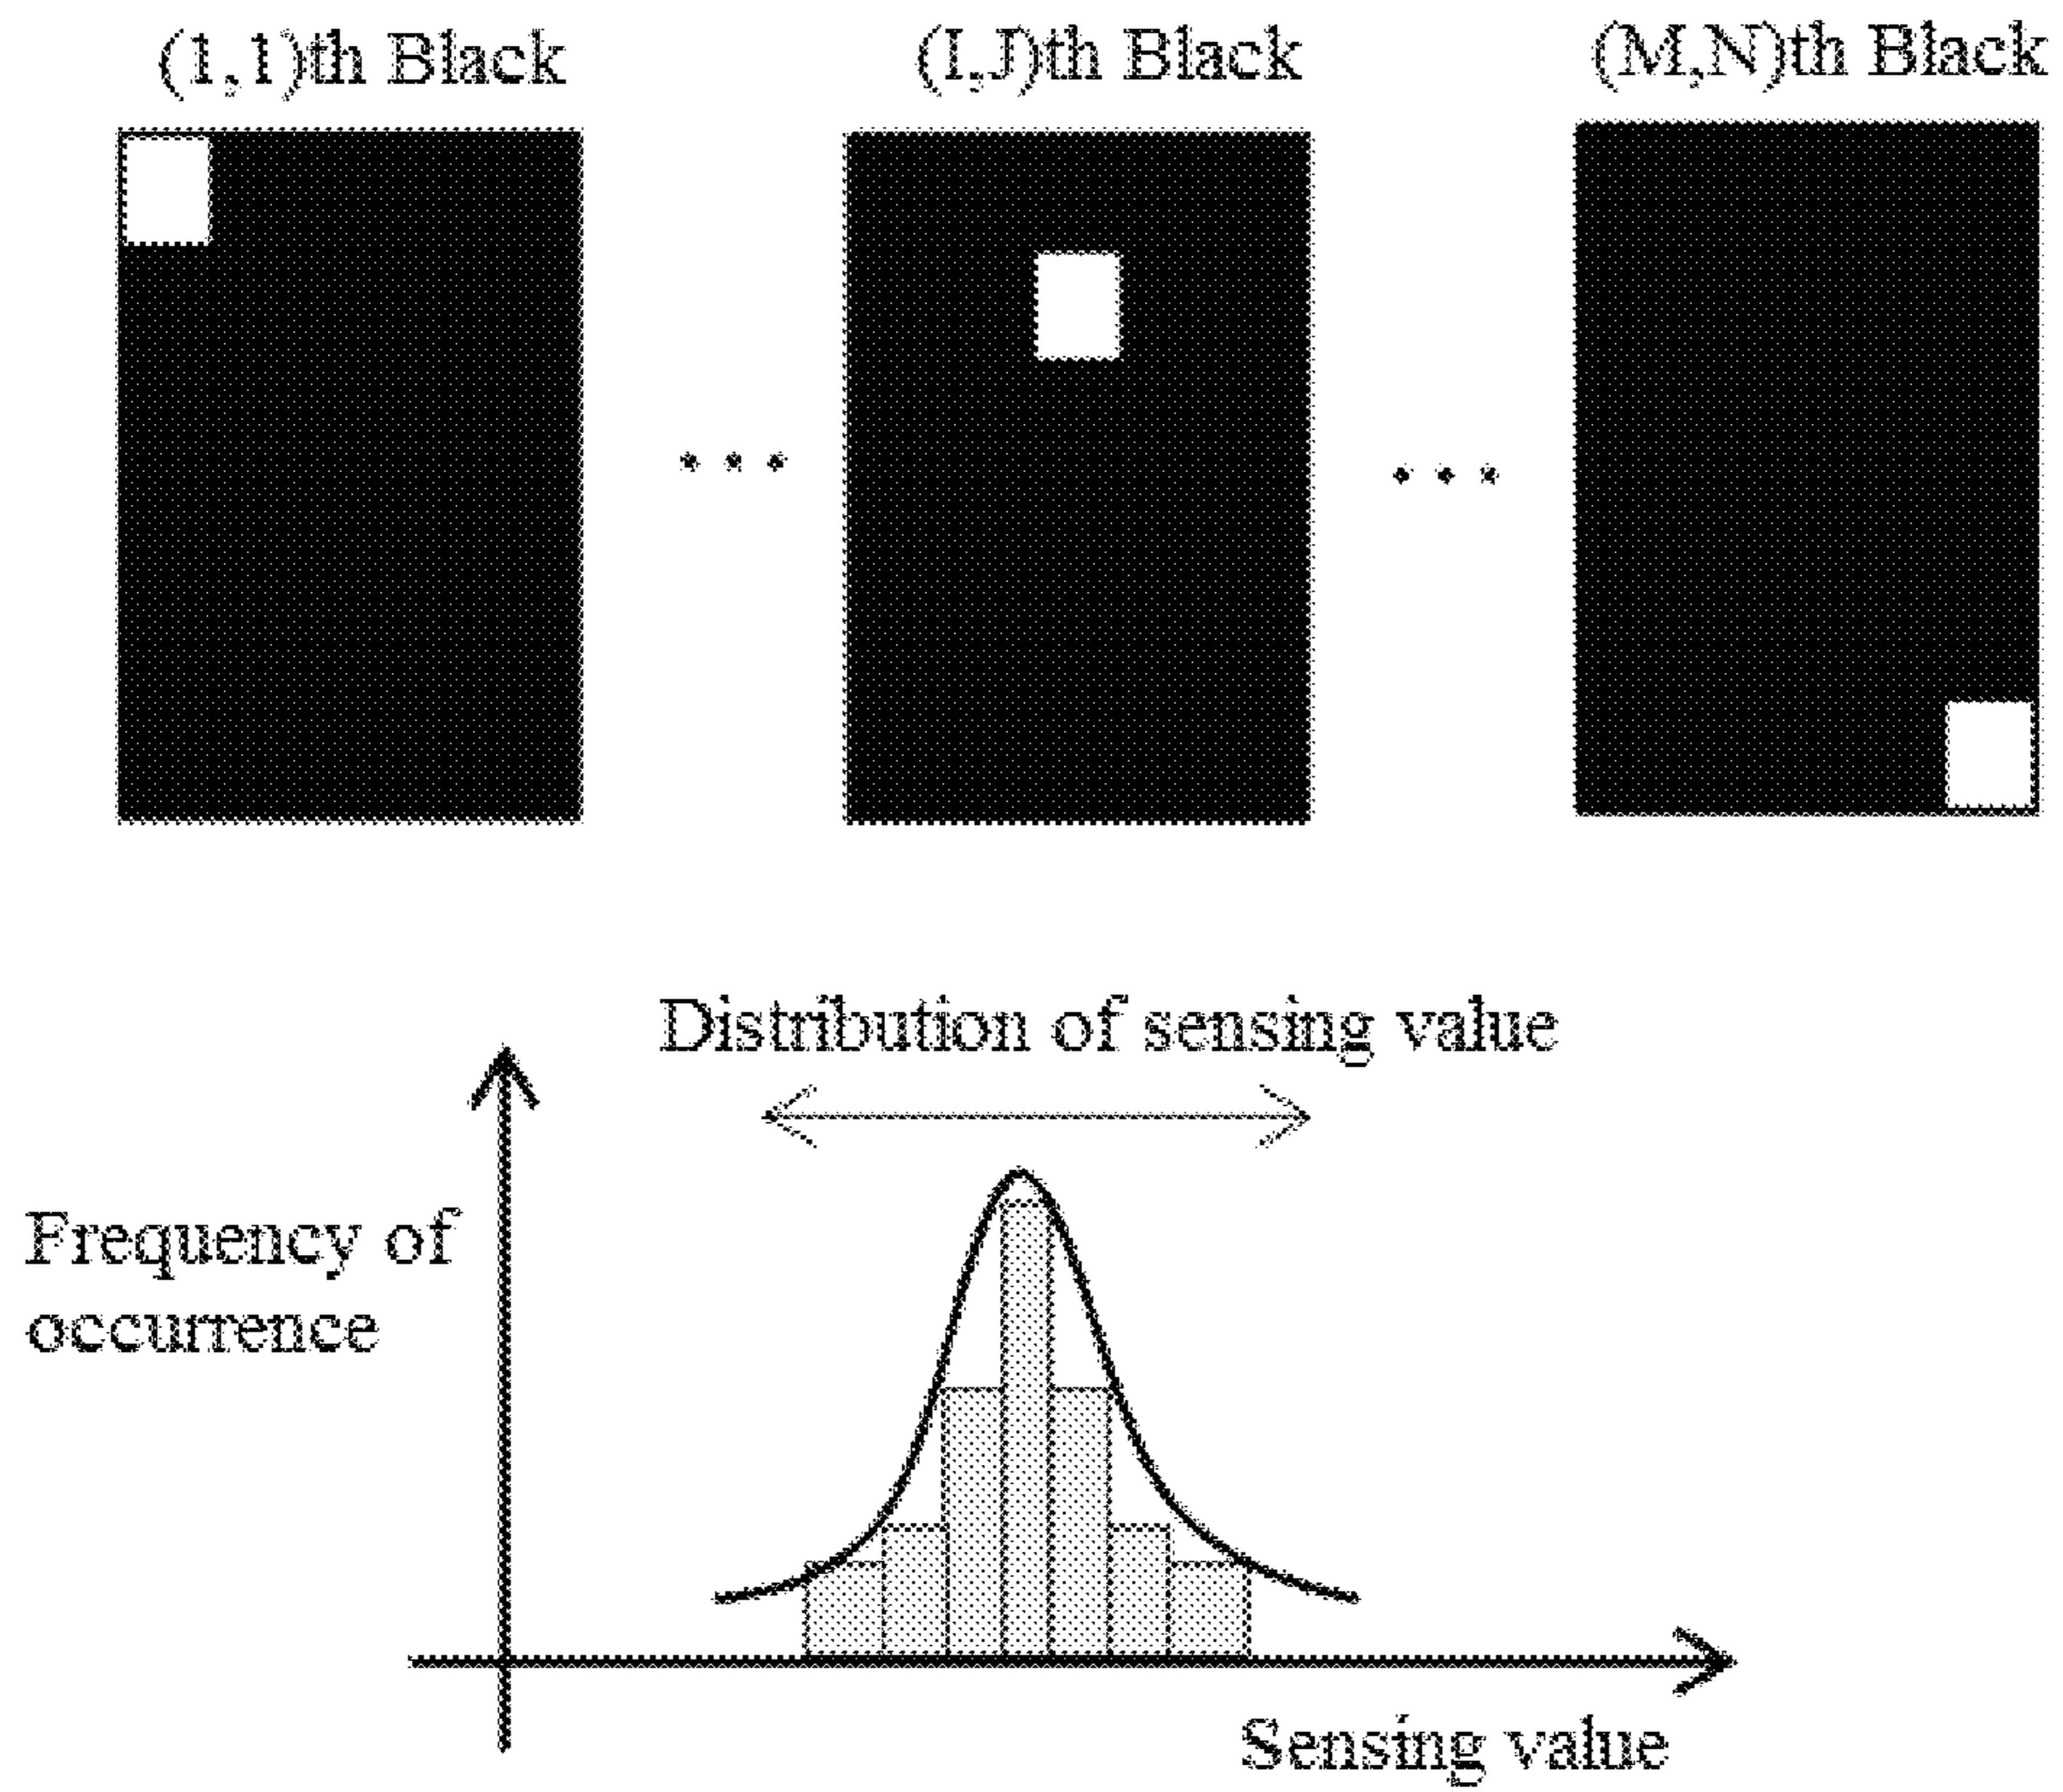 (1,1)th Black
(I,J)th Black
(M,N)th Black
Distribution of sensing value
Frequency of
occurrence
Sensing value